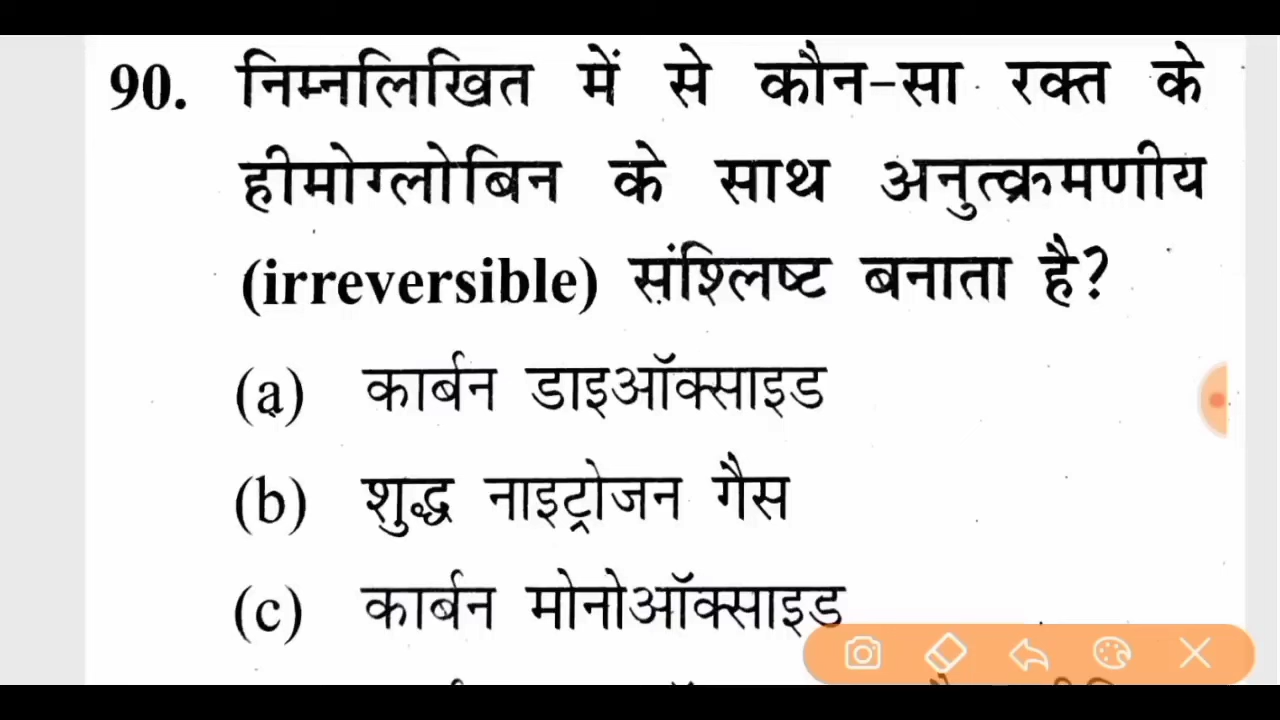 90. निम्नलिखित में से कौन-सा रक्त के
हीमोग्लोबिन के साथ अनुत्क्रमणीय
(irreversible) संश्लिष्ट बनाता है?
(a) कार्बन डाइऑक्साइड
(b) शुद्ध नाइट्रोजन गैस
(c) कार्बन मोनोऑक्साइड